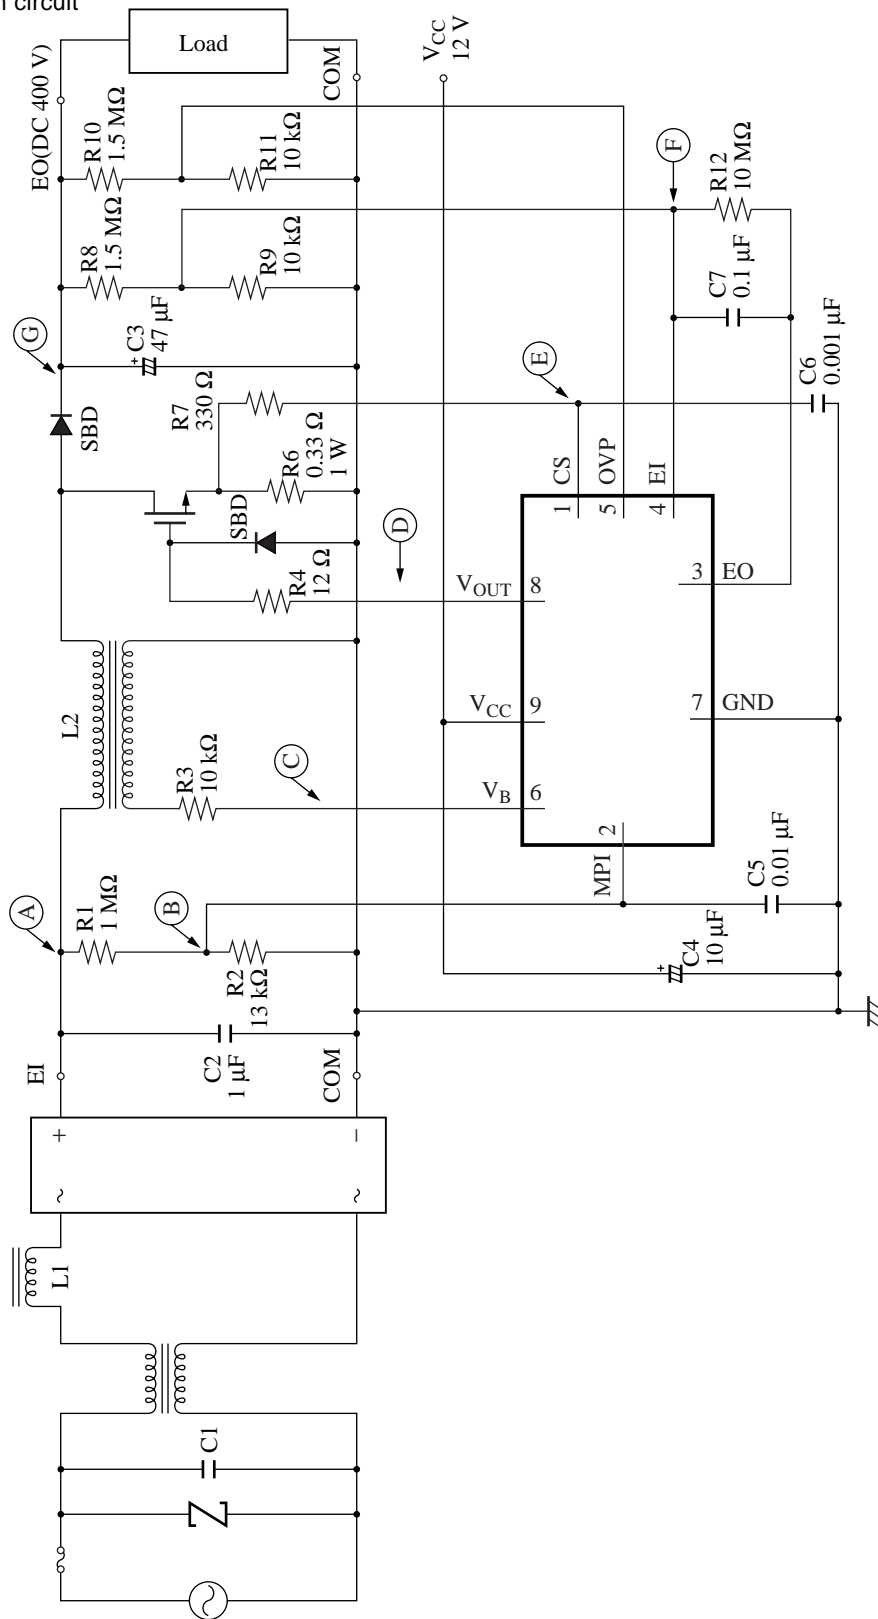 n circuit
Load
EO(DC 400 V)
COM
V_CC
12 V
R10
1.5 MΩ
R11
10 kΩ
R8
1.5 MΩ
R9
10 kΩ
F
R12
10 MΩ
C7
0.1 μF
G
C3
47 μF
+
E
C6
0.001 μF
SBD
R7
330 Ω
R6
0.33 Ω
1 W
SBD
R4
12 Ω
D
1 CS
5 OVP
4 EI
3 EO
V_OUT 8
V_CC 9
7 GND
V_B 6
MPI 2
L2
R3
10 kΩ
C
C5
0.01 μF
A
R1
1 MΩ
B
R2
13 kΩ
C4
10 μF
+
C2
1 μF
EI
COM
+
−
~
~
L1
C1